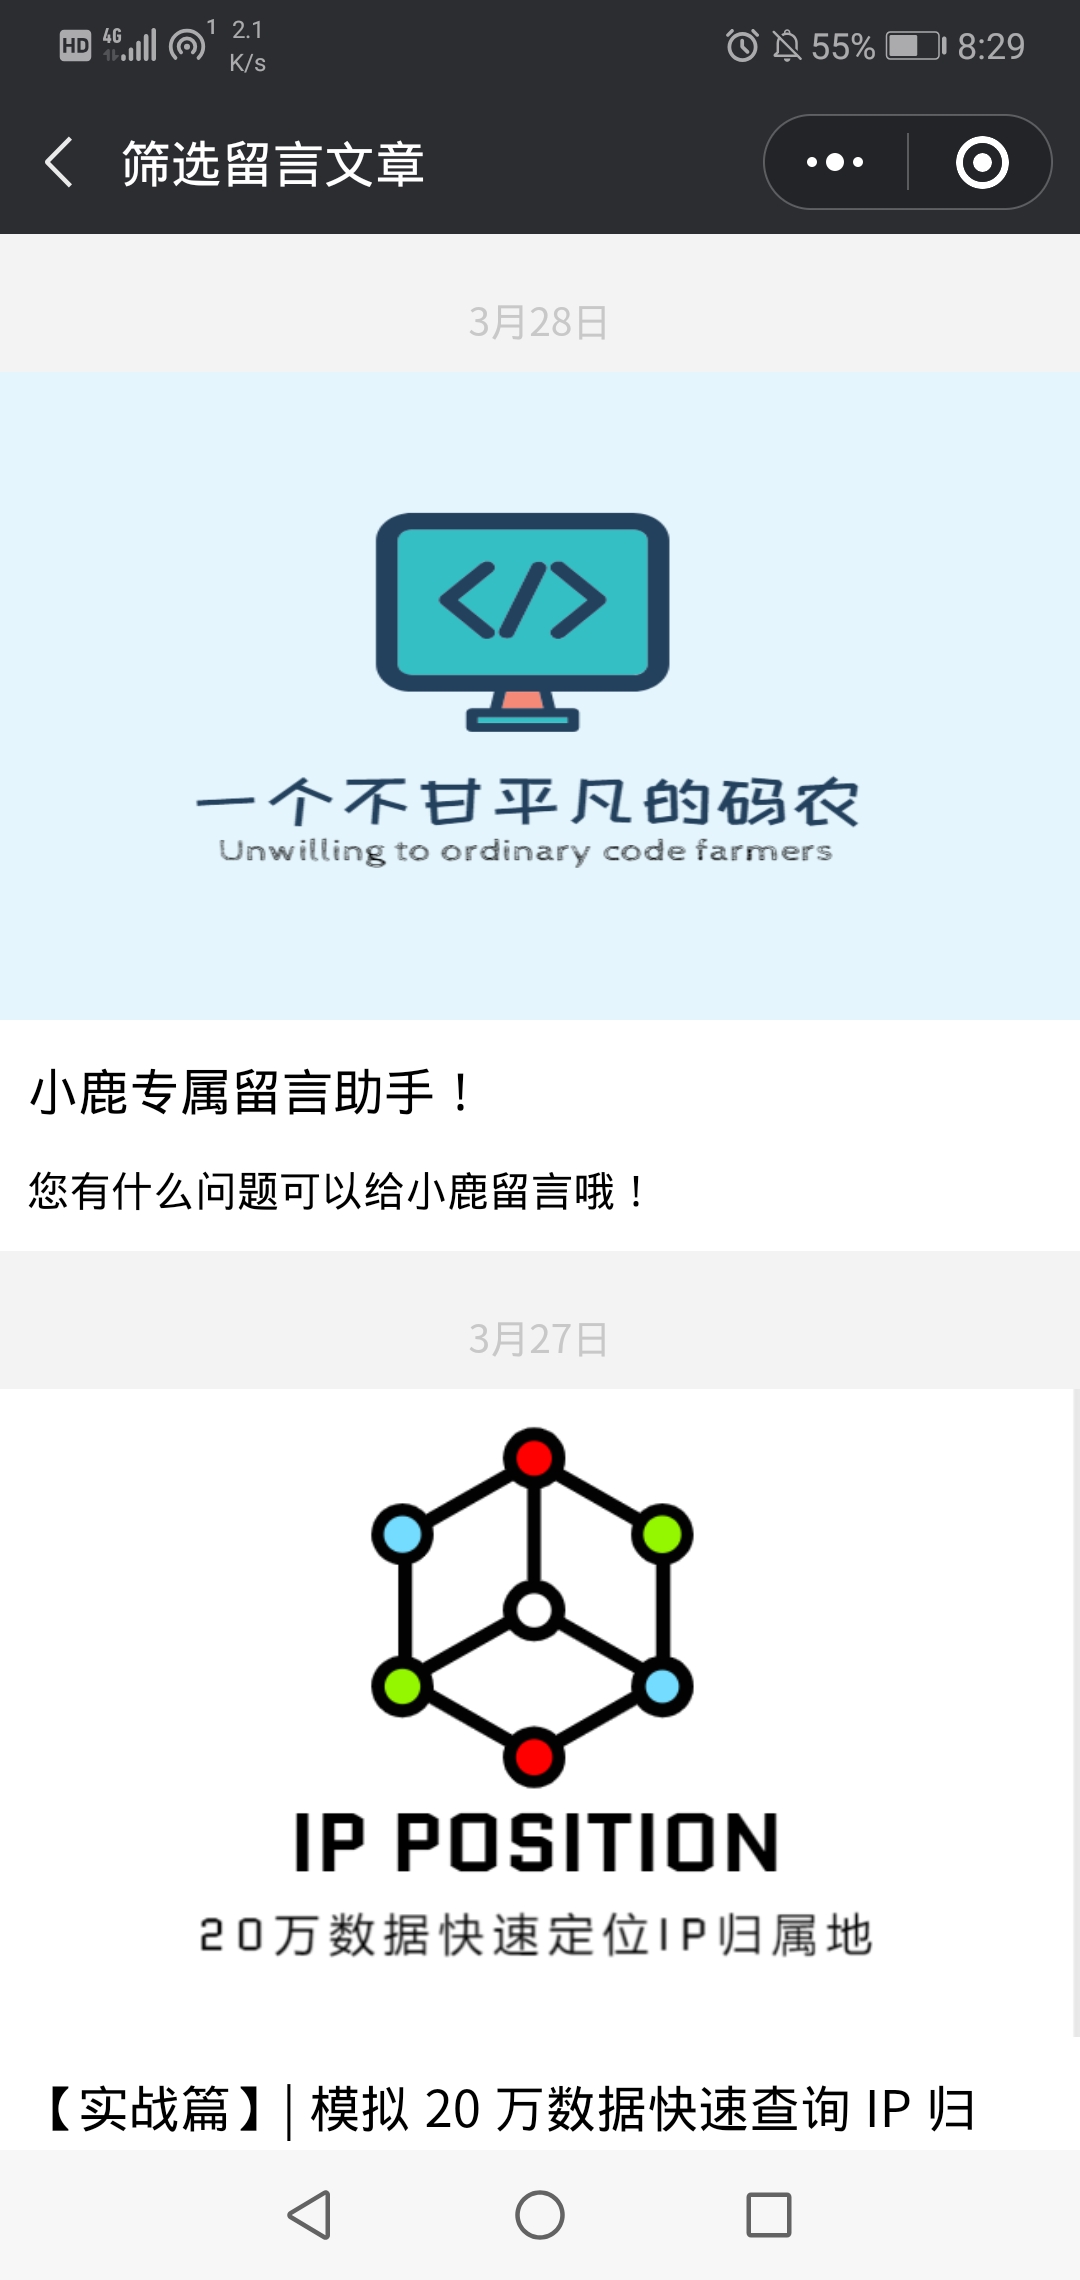 HD 4G 1 2.1 K/s 55% 8:29
筛选留言文章
3月28日
</>
一个不甘平凡的码农
Unwilling to ordinary code farmers
小鹿专属留言助手！
您有什么问题可以给小鹿留言哦！
3月27日
IP POSITION
20万数据快速定位IP归属地
【实战篇】| 模拟 20 万数据快速查询 IP 归